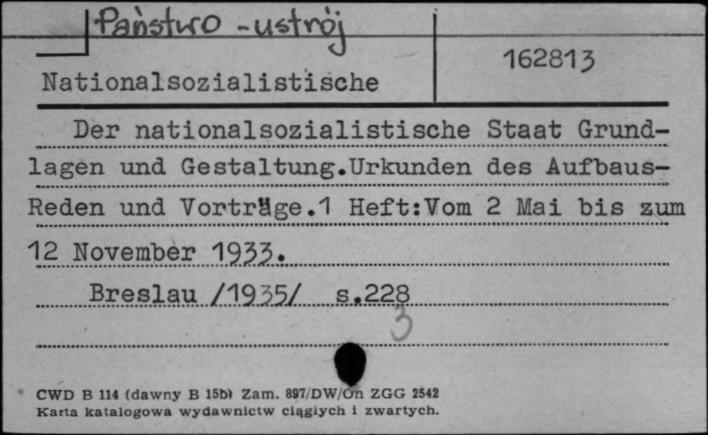 Państwo - ustrój
162813
Nationalsozialistische
Der nationalsozialistische Staat Grund-
lagen und Gestaltung.Urkunden des Aufbaus-
Reden und Vorträge.1 Heft:Vom 2 Mai bis zum
12 November 1933.
Breslau /1935/ s.228
3
CWD B 114 (dawny B 15b) Zam. 897/DW/On ZGG 2542
Karta katalogowa wydawnictw ciągłych i zwartych.